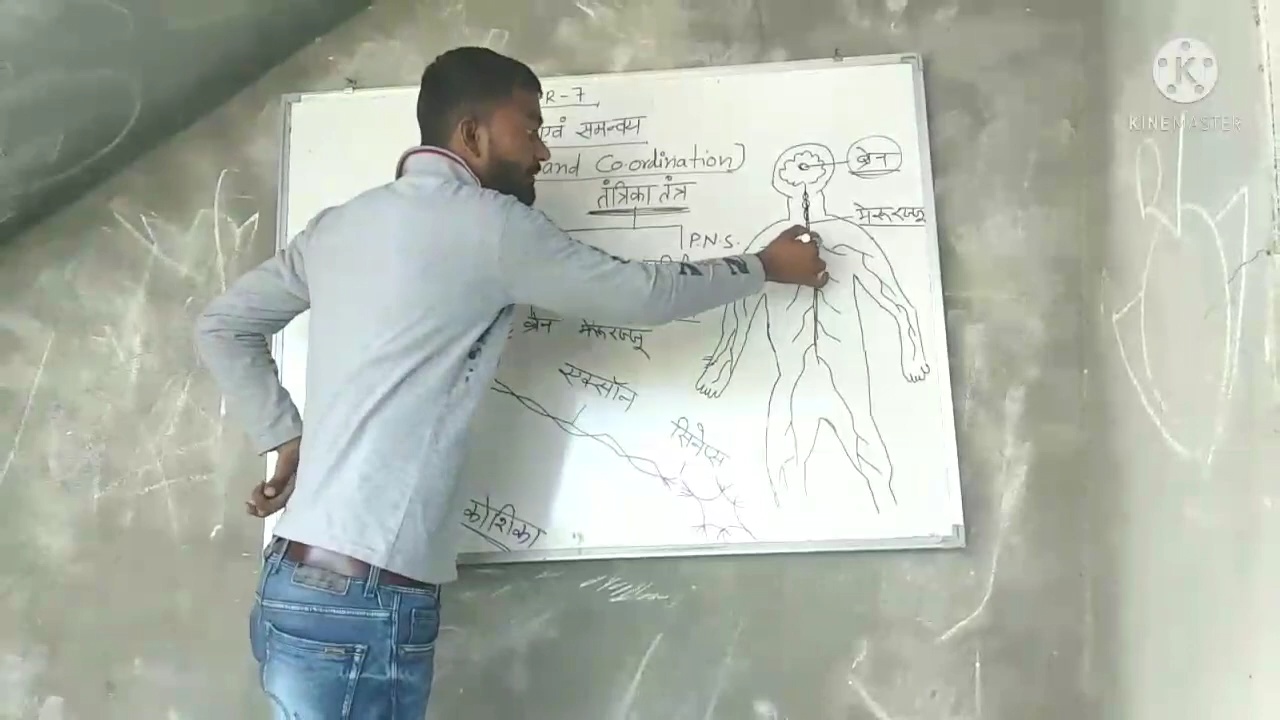 R-7
एवं समन्वय
and Co-ordination)
तंत्रिका तंत्र
P.N.S.
ब्रेन
मेरूरज्जू
ब्रेन मेरूरज्जू
एक्सॉन
सिनेप्स
कोशिका
KINEMASTER